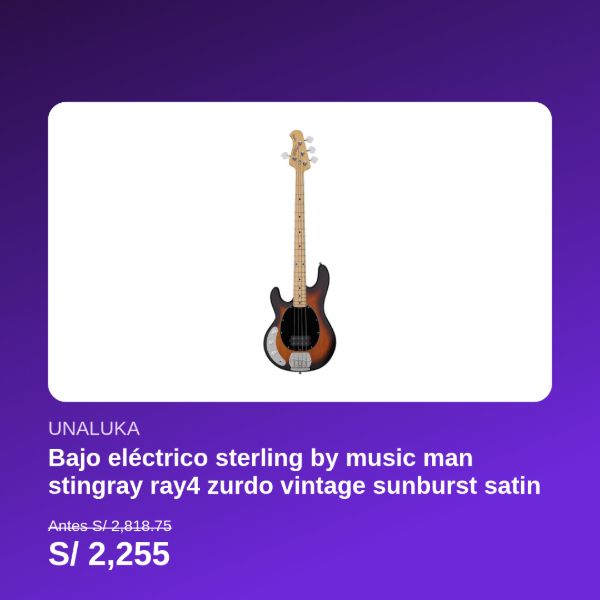 UNALUKA
Bajo eléctrico sterling by music man
stingray ray4 zurdo vintage sunburst satin
Antes S/ 2,818.75
S/ 2,255